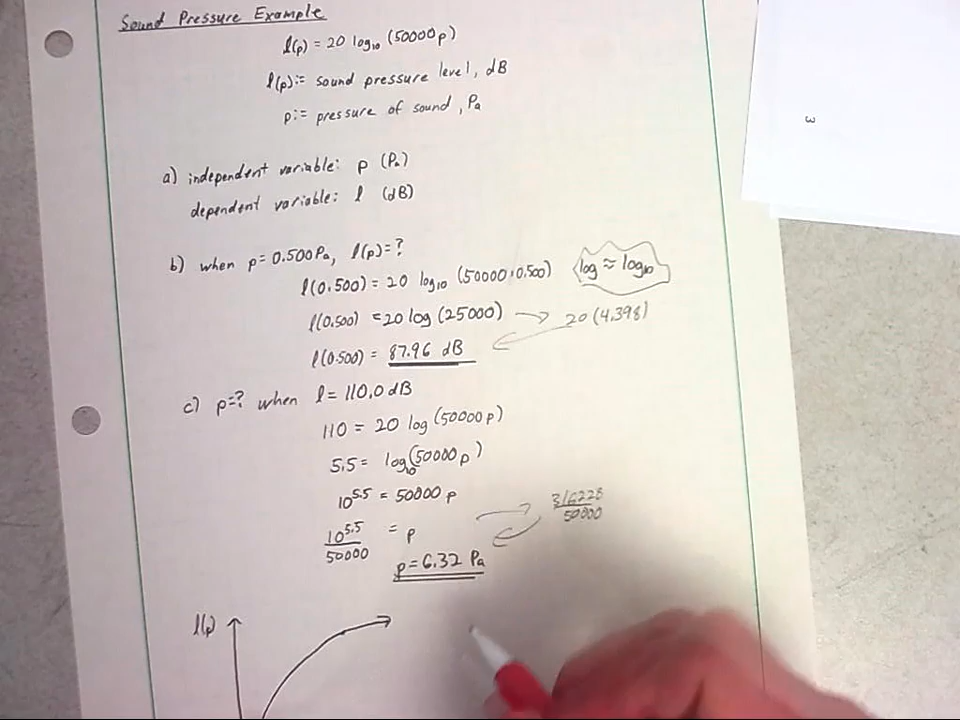 Sound Pressure Example
l(p) = 20 log₁₀ (50000p)
l(p):= sound pressure level, dB
p:= pressure of sound, Pa
a) independent variable: p (Pa)
dependent variable: l (dB)
b) when p=0.500Pa, l(p)=?
l(0.500) = 20 log₁₀ (50000·0.500)
log ≈ log₁₀
l(0.500) = 20 log (25000) → 20 (4.398)
l(0.500) = 87.96 dB
c) p=? when l = 110.0 dB
110 = 20 log (50000 p)
5.5 = log₁₀ (50000 p)
10^5.5 = 50000 p
316228/50000
10^5.5/50000 = p
p = 6.32 Pa
l(p)